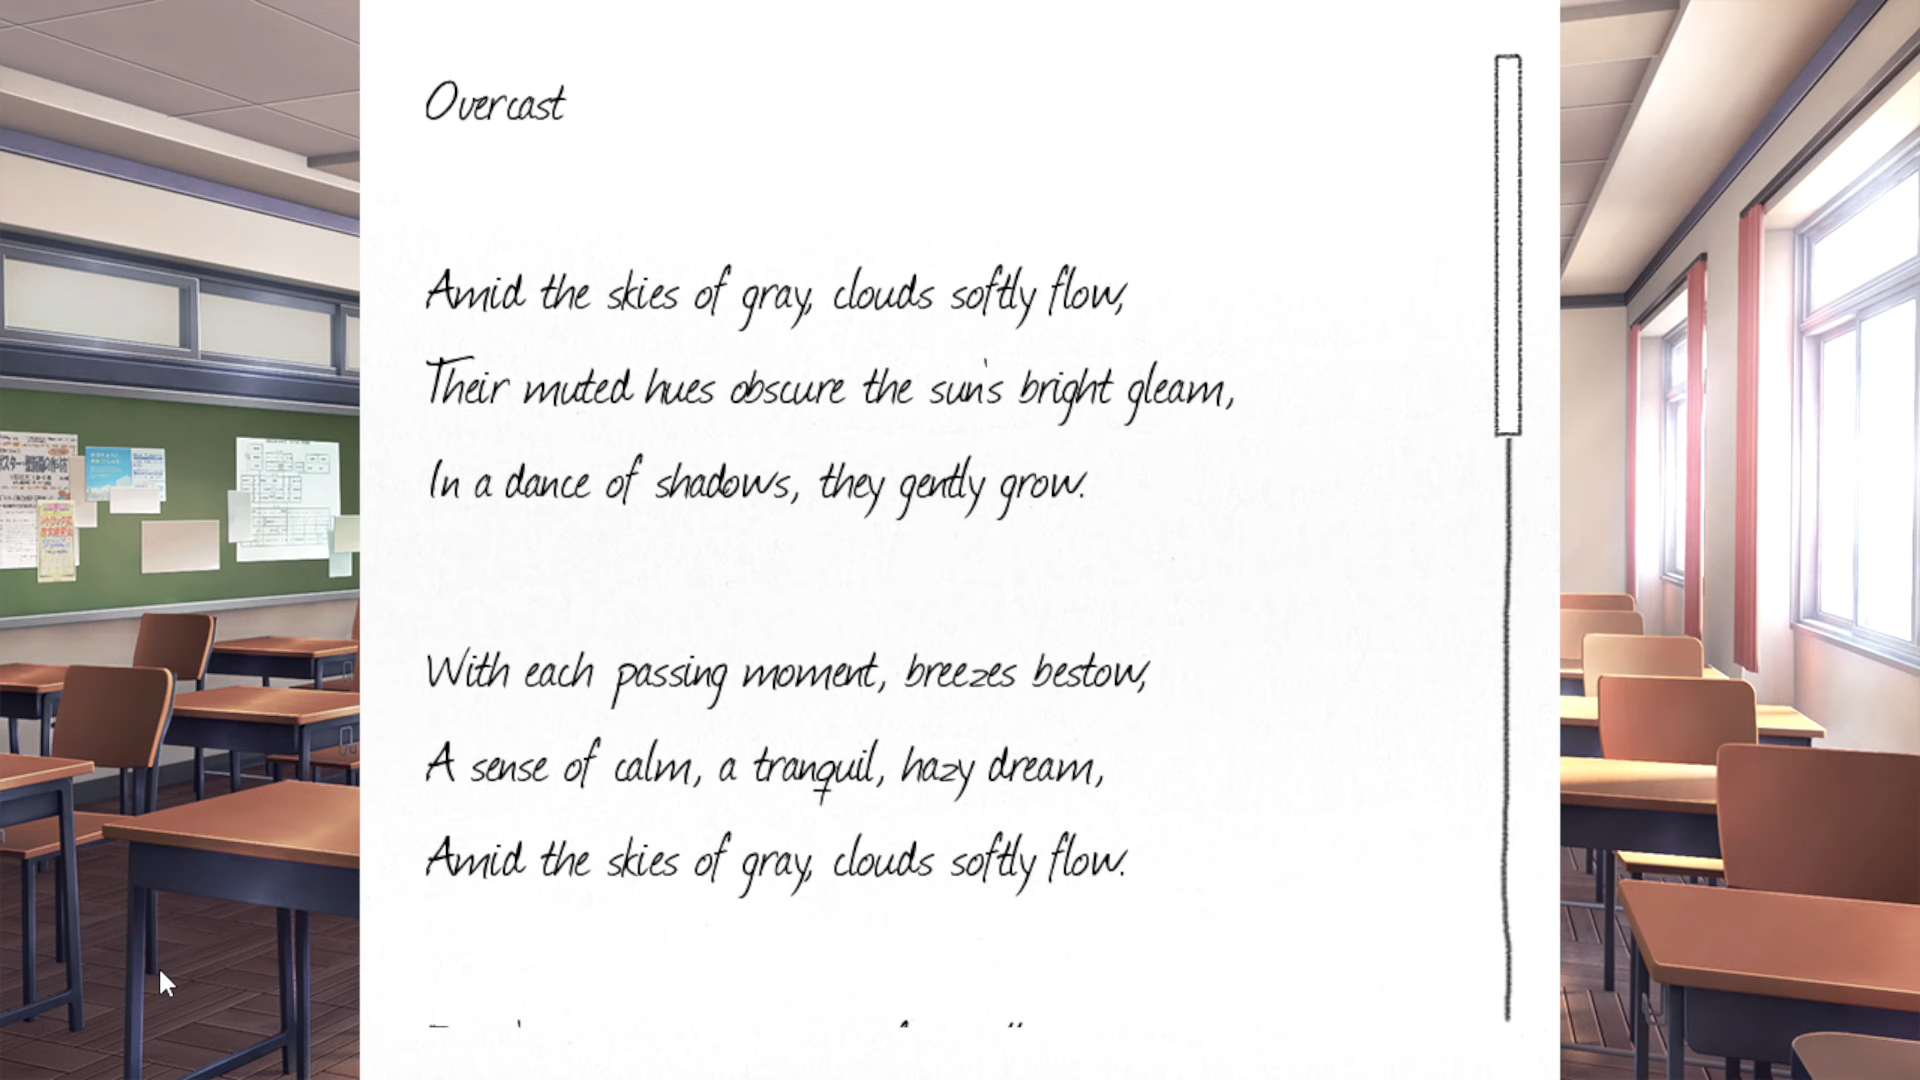 Overcast
Amid the skies of gray, clouds softly flow,
Their muted hues obscure the sun's bright gleam,
In a dance of shadows, they gently grow.
With each passing moment, breezes bestow,
A sense of calm, a tranquil, hazy dream,
Amid the skies of gray, clouds softly flow.